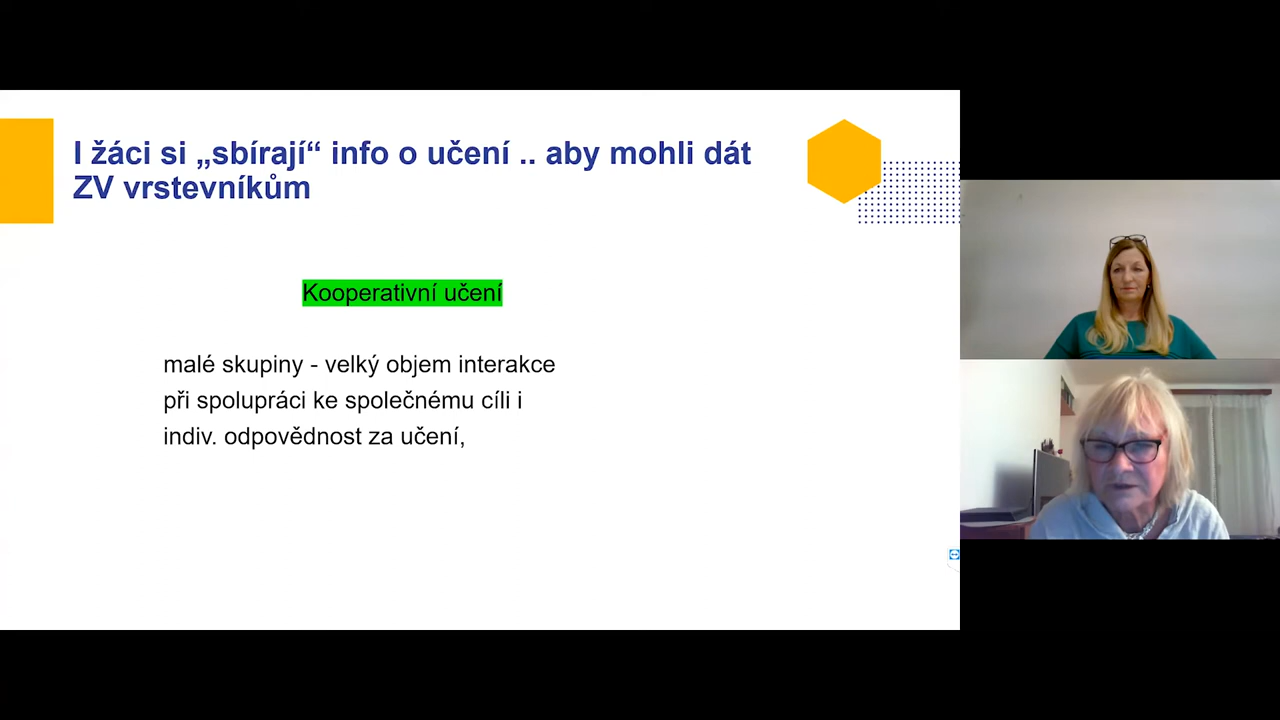 I žáci si „sbírají“ info o učení .. aby mohli dát
ZV vrstevníkům
Kooperativní učení
malé skupiny - velký objem interakce
při spolupráci ke společnému cíli i
indiv. odpovědnost za učení,